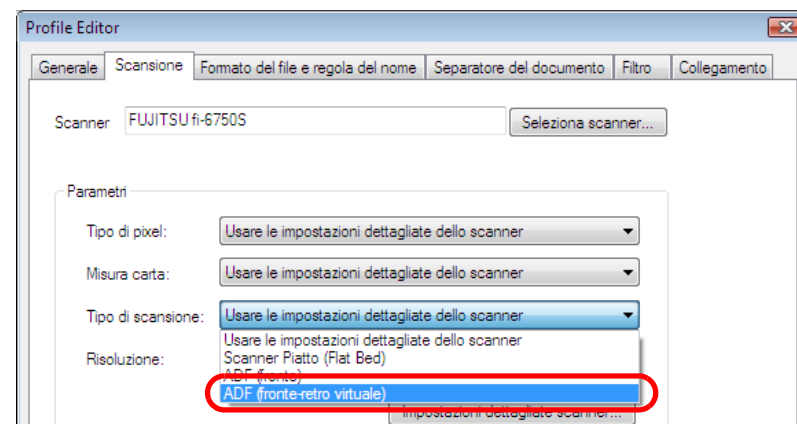 Profile Editor
Generale Scansione Formato del file e regola del nome Separatore del documento Filtro Collegamento
Scanner FUJITSU fi-6750S Seleziona scanner...
Parametri
Tipo di pixel: Usare le impostazioni dettagliate dello scanner
Misura carta: Usare le impostazioni dettagliate dello scanner
Tipo di scansione: Usare le impostazioni dettagliate dello scanner
Usare le impostazioni dettagliate dello scanner
Risoluzione: Scanner Piatto (Flat Bed)
ADF (fronte)
ADF (fronte-retro virtuale)
Impostazioni dettagliate scanner...